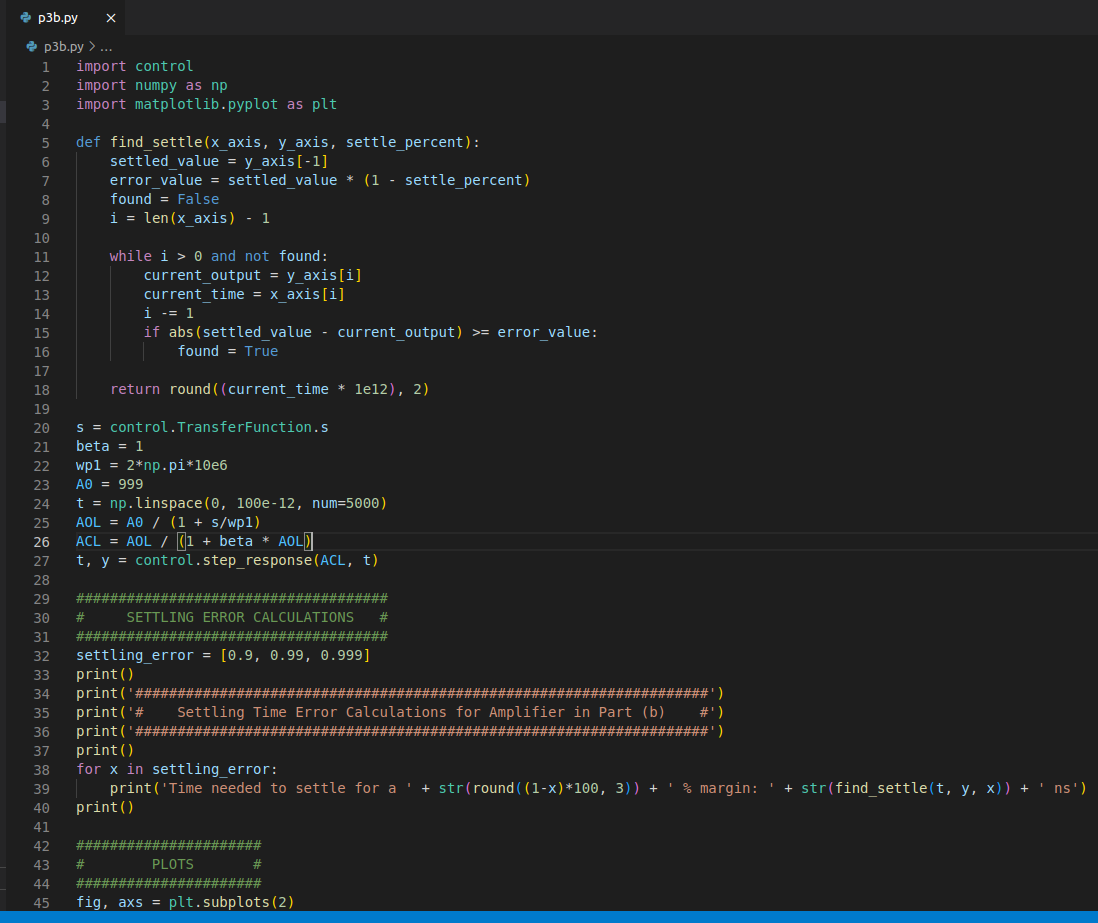 p3b.py ×
p3b.py > ...
1 import control
2 import numpy as np
3 import matplotlib.pyplot as plt
4
5 def find_settle(x_axis, y_axis, settle_percent):
6     settled_value = y_axis[-1]
7     error_value = settled_value * (1 - settle_percent)
8     found = False
9     i = len(x_axis) - 1
10
11     while i > 0 and not found:
12         current_output = y_axis[i]
13         current_time = x_axis[i]
14         i -= 1
15         if abs(settled_value - current_output) >= error_value:
16             found = True
17
18     return round((current_time * 1e12), 2)
19
20 s = control.TransferFunction.s
21 beta = 1
22 wp1 = 2*np.pi*10e6
23 A0 = 999
24 t = np.linspace(0, 100e-12, num=5000)
25 AOL = A0 / (1 + s/wp1)
26 ACL = AOL / (1 + beta * AOL)
27 t, y = control.step_response(ACL, t)
28
29 #####################################
30 #     SETTLING ERROR CALCULATIONS   #
31 #####################################
32 settling_error = [0.9, 0.99, 0.999]
33 print()
34 print('####################################################################')
35 print('#    Settling Time Error Calculations for Amplifier in Part (b)    #')
36 print('####################################################################')
37 print()
38 for x in settling_error:
39     print('Time needed to settle for a ' + str(round((1-x)*100, 3)) + ' % margin: ' + str(find_settle(t, y, x)) + ' ns')
40 print()
41
42 ######################
43 #        PLOTS       #
44 ######################
45 fig, axs = plt.subplots(2)